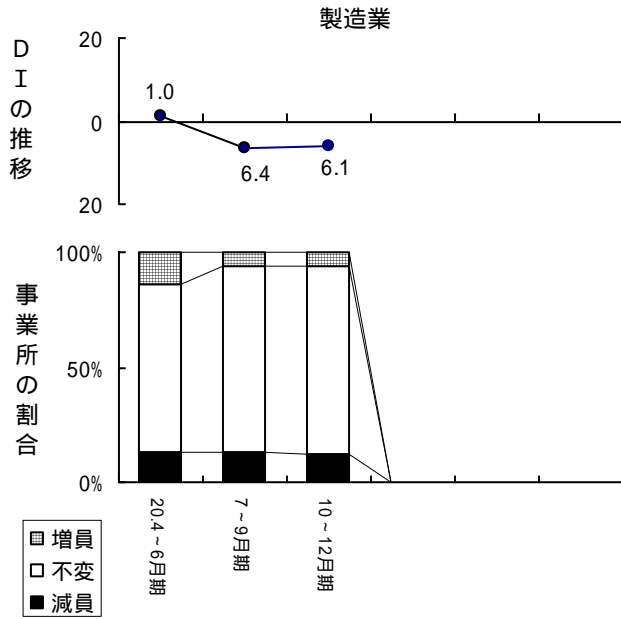 製造業
DIの推移
20
0
20
1.0
6.4
6.1
事業所の割合
100%
50%
0%
20.4~6月期
7~9月期
10~12月期
増員
不変
減員